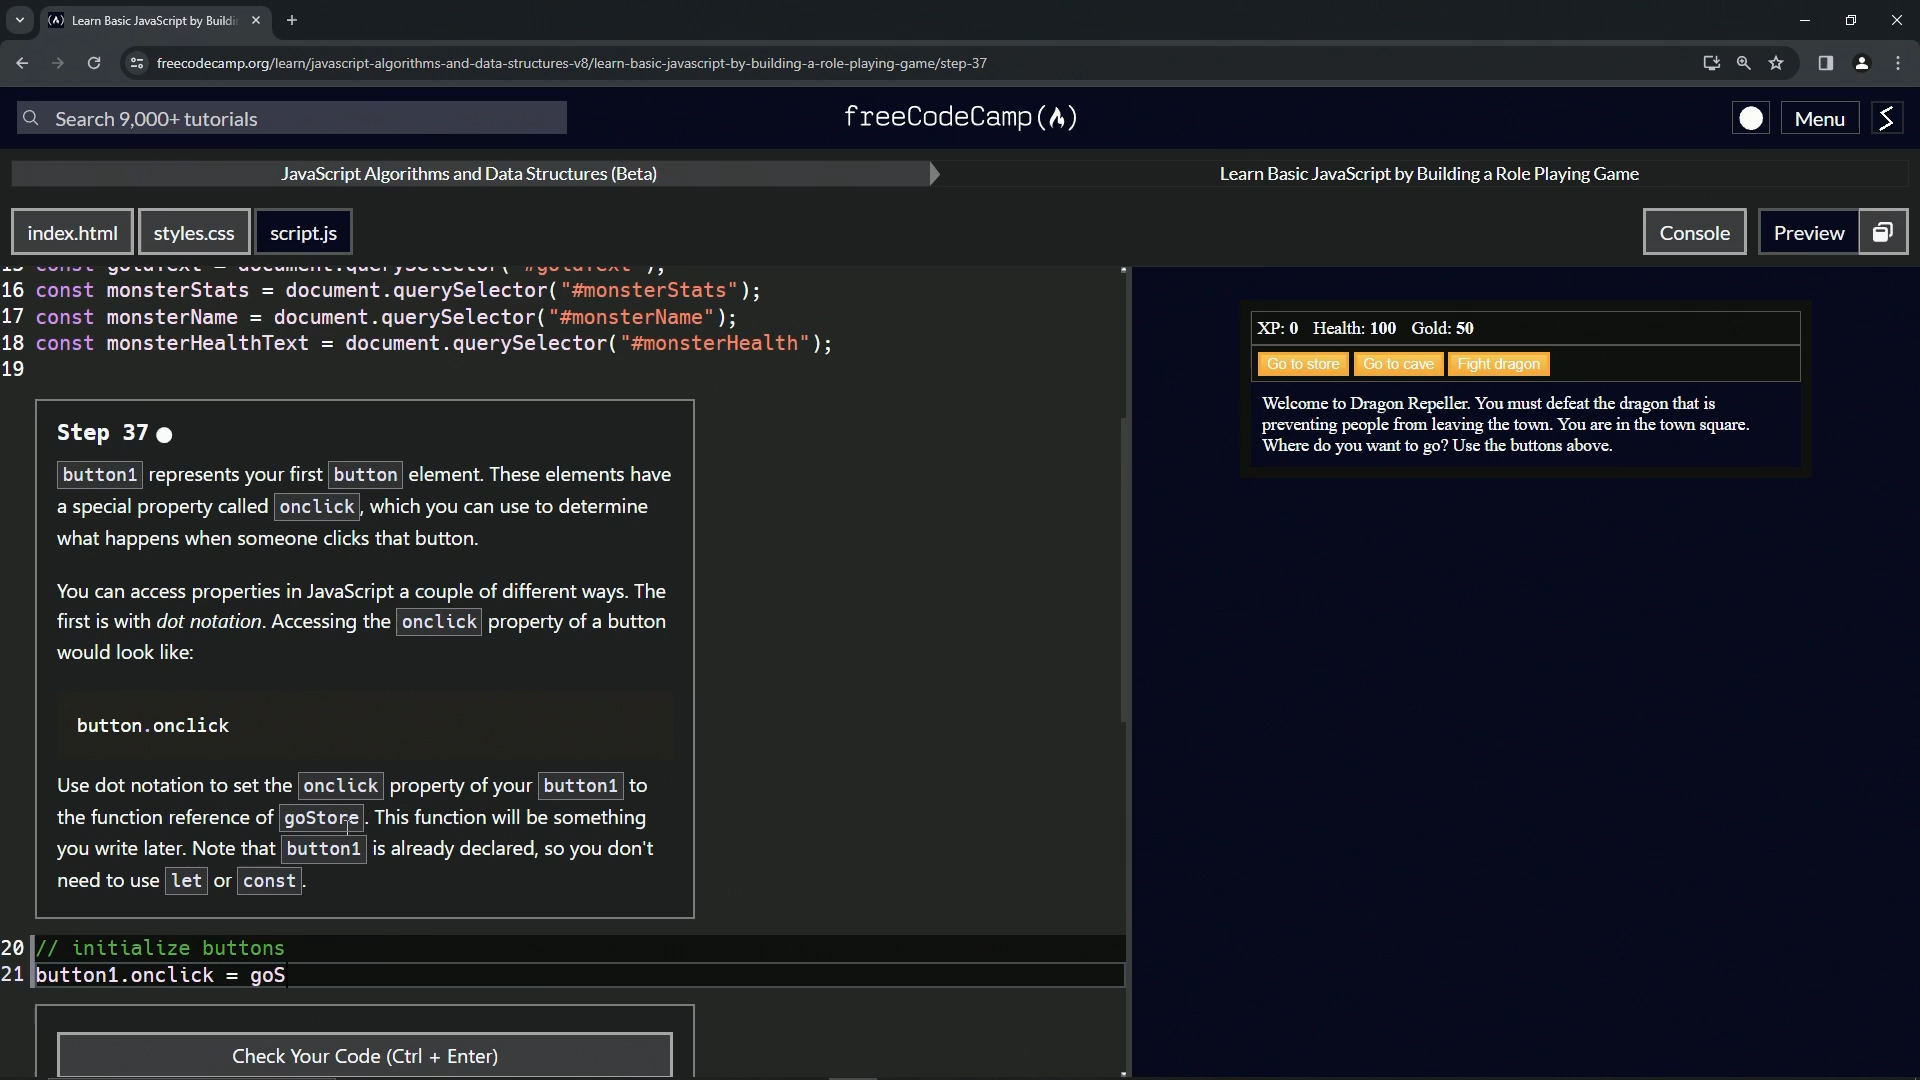 Learn Basic JavaScript by Buildi
freecodecamp.org/learn/javascript-algorithms-and-data-structures-v8/learn-basic-javascript-by-building-a-role-playing-game/step-37
Search 9,000+ tutorials
freeCodeCamp
Menu
JavaScript Algorithms and Data Structures (Beta)
Learn Basic JavaScript by Building a Role Playing Game
index.html
styles.css
script.js
Console
Preview
15 const goldText = document.querySelector("#goldText");
16 const monsterStats = document.querySelector("#monsterStats");
17 const monsterName = document.querySelector("#monsterName");
18 const monsterHealthText = document.querySelector("#monsterHealth");
19
Step 37
button1 represents your first button element. These elements have
a special property called onclick, which you can use to determine
what happens when someone clicks that button.
You can access properties in JavaScript a couple of different ways. The
first is with dot notation. Accessing the onclick property of a button
would look like:
button.onclick
Use dot notation to set the onclick property of your button1 to
the function reference of goStore. This function will be something
you write later. Note that button1 is already declared, so you don't
need to use let or const.
20 // initialize buttons
21 button1.onclick = goS
Check Your Code (Ctrl + Enter)
XP: 0 Health: 100 Gold: 50
Go to store
Go to cave
Fight dragon
Welcome to Dragon Repeller. You must defeat the dragon that is
preventing people from leaving the town. You are in the town square.
Where do you want to go? Use the buttons above.